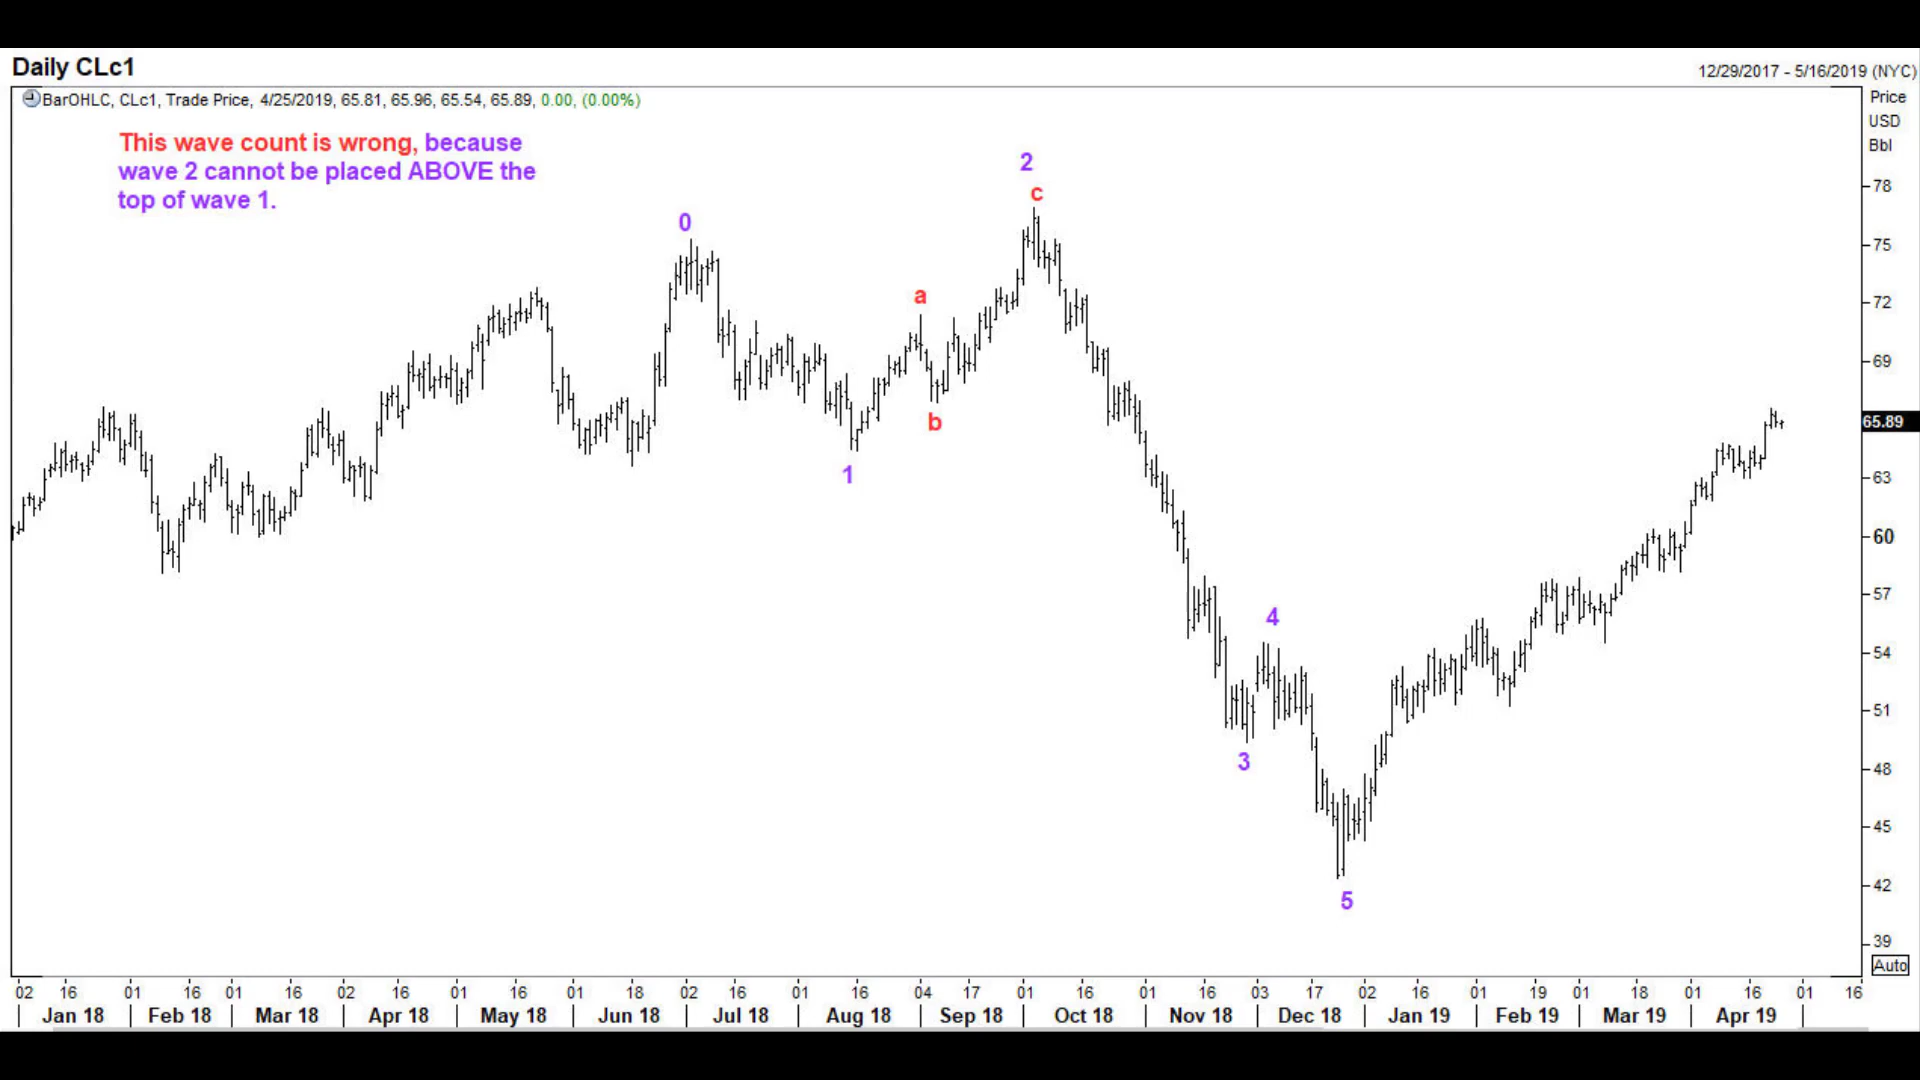 Daily CLc1
12/29/2017 - 5/16/2019 (NYC)
BarOHLC, CLc1, Trade Price, 4/25/2019, 65.81, 65.96, 65.54, 65.89, 0.00, (0.00%)
Price
USD
Bbl
This wave count is wrong, because
wave 2 cannot be placed ABOVE the
top of wave 1.
2
c
78
0
75
a
72
69
b
65.89
1
63
60
57
4
54
51
3
48
45
42
5
39
Auto
02 16 01 16 01 16 02 16 01 16 01 18 02 16 01 16 04 17 01 16 01 16 03 17 02 16 01 19 01 18 01 16 01 16
Jan 18 Feb 18 Mar 18 Apr 18 May 18 Jun 18 Jul 18 Aug 18 Sep 18 Oct 18 Nov 18 Dec 18 Jan 19 Feb 19 Mar 19 Apr 19